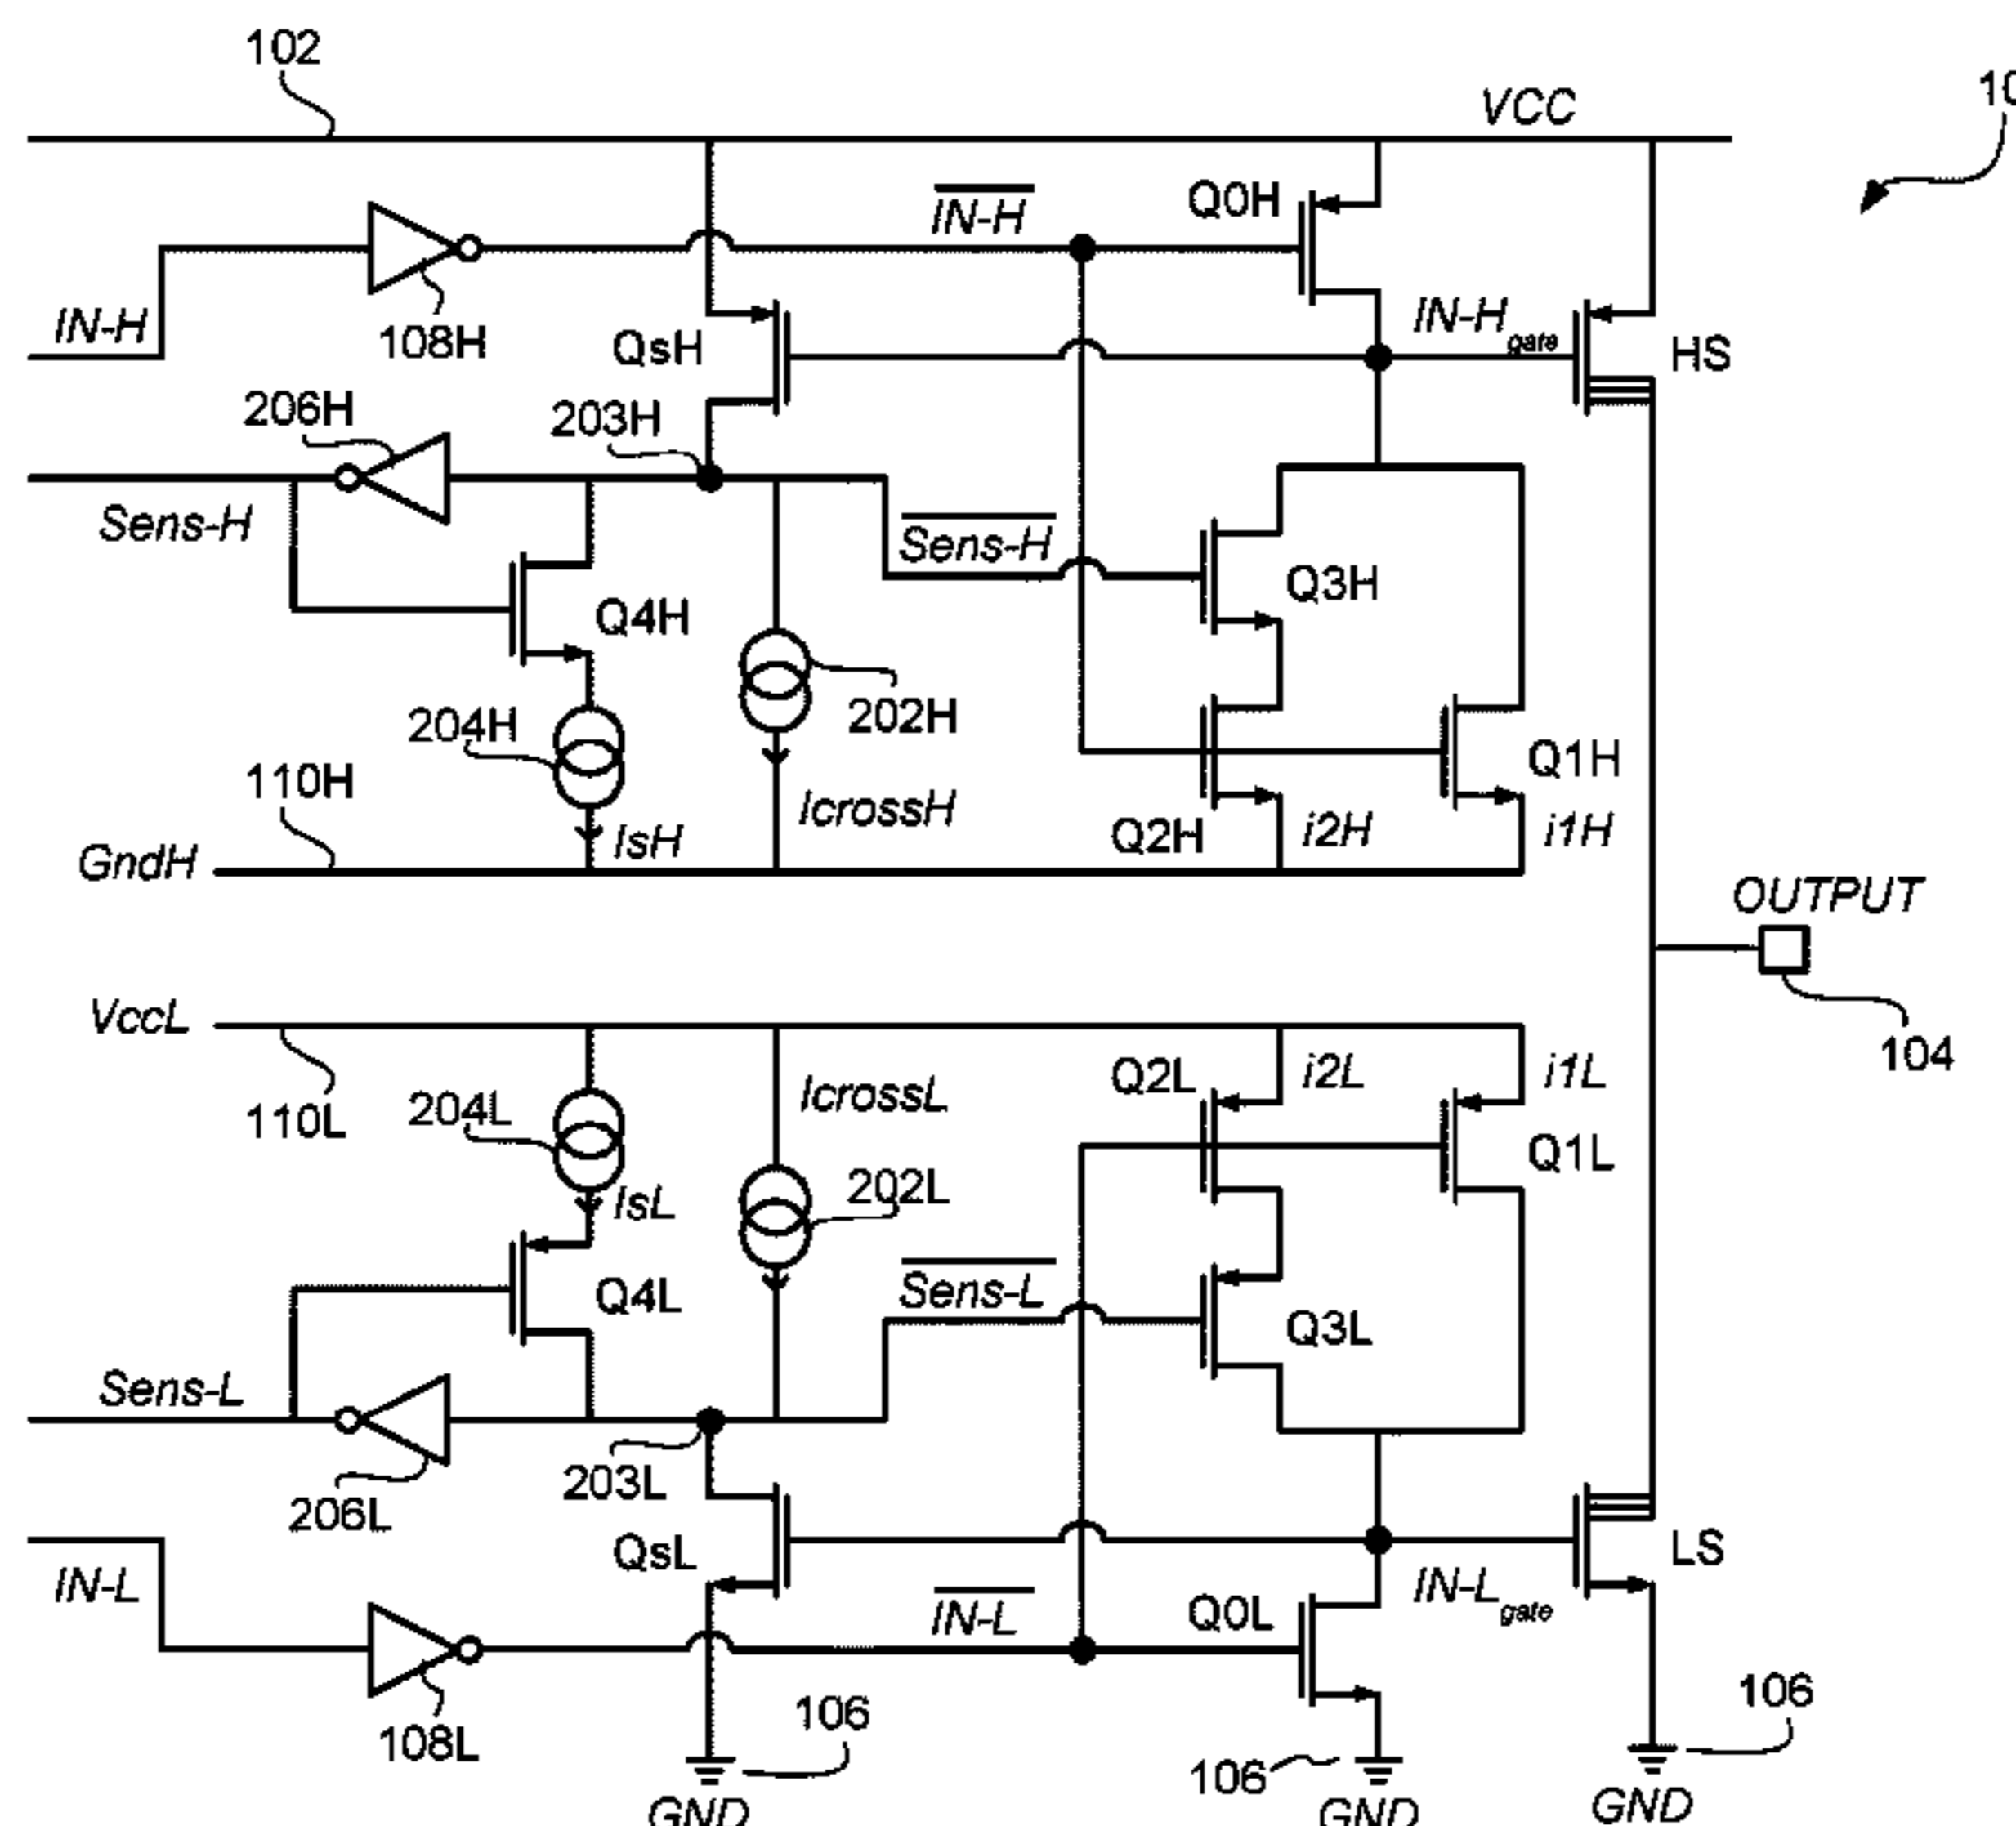 102
VCC
10
Q0H
IN-H
IN-H
108H
QsH
IN-Hgate
HS
206H
203H
Sens-H
Sens-H
Q3H
Q4H
202H
204H
Q1H
110H
IcrossH
Q2H
i2H
i1H
IsH
GndH
OUTPUT
VccL
104
Q2L
i2L
i1L
IcrossL
204L
110L
Q1L
202L
IsL
Sens-L
Q4L
Q3L
Sens-L
203L
206L
QsL
LS
IN-L
IN-L
Q0L
IN-Lgate
108L
106
106
106
GND
GND
GND